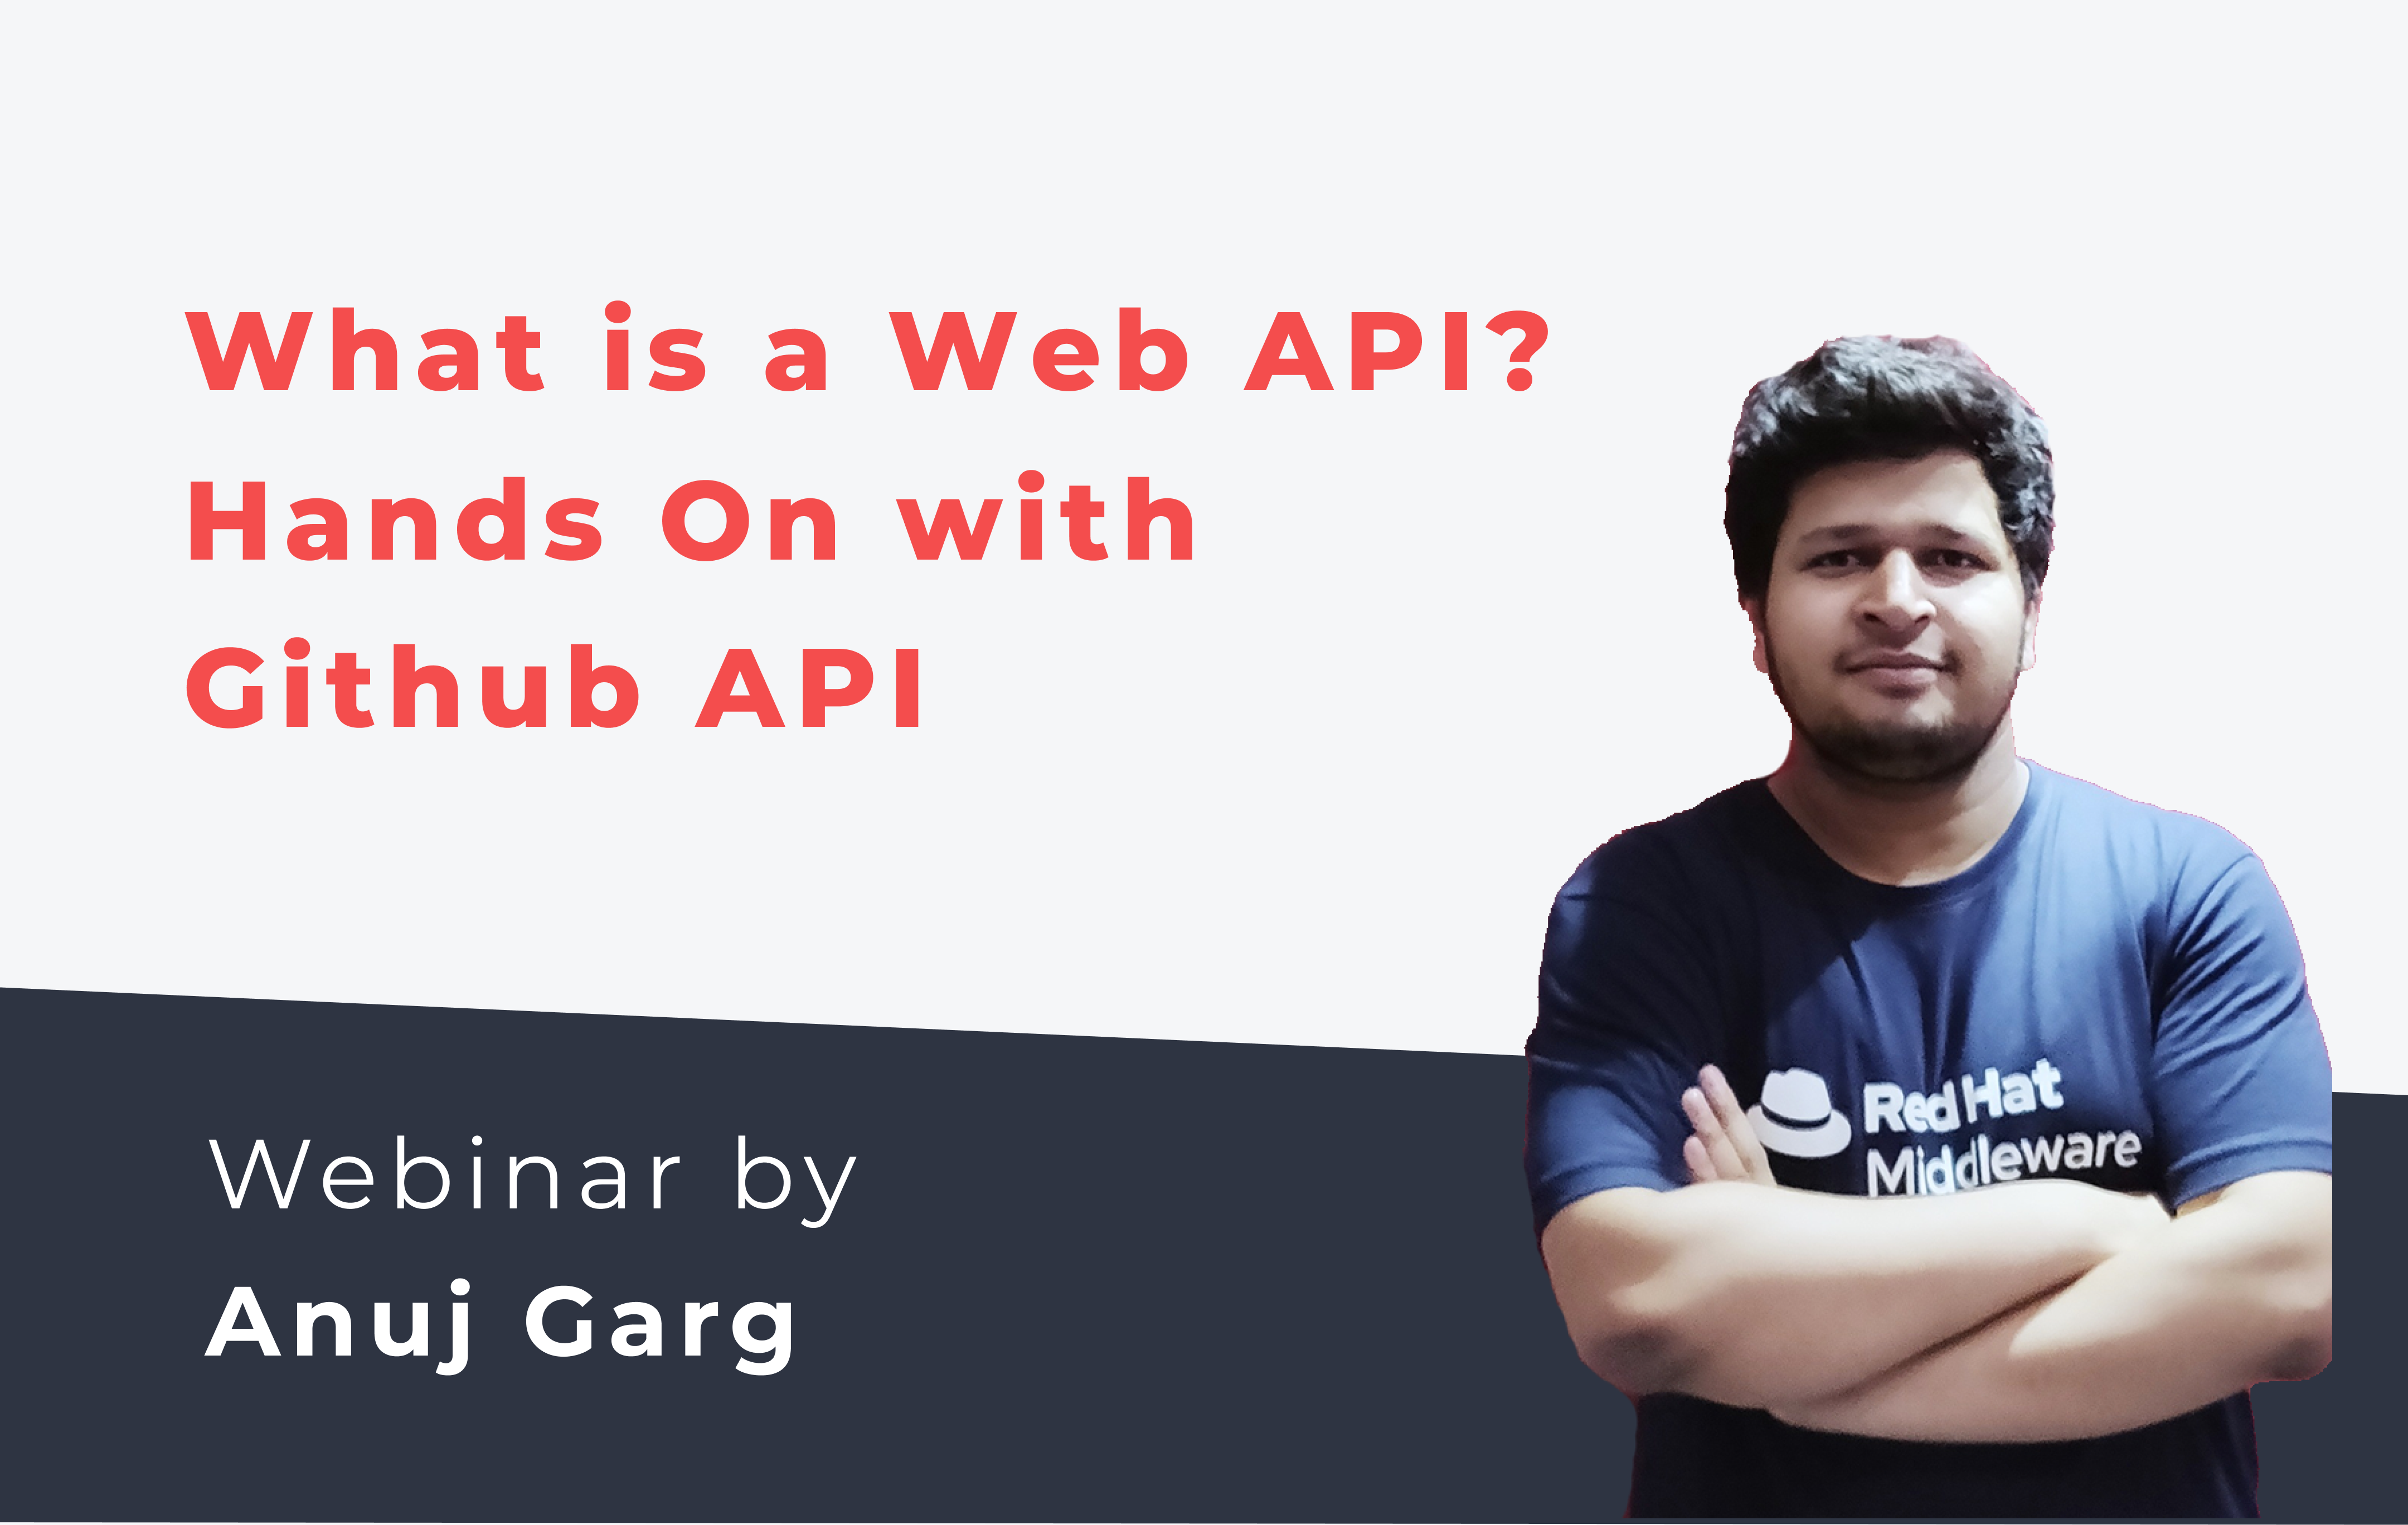 What is a Web API?
Hands On with
Github API
Webinar by
Anuj Garg
Red Hat
Middleware